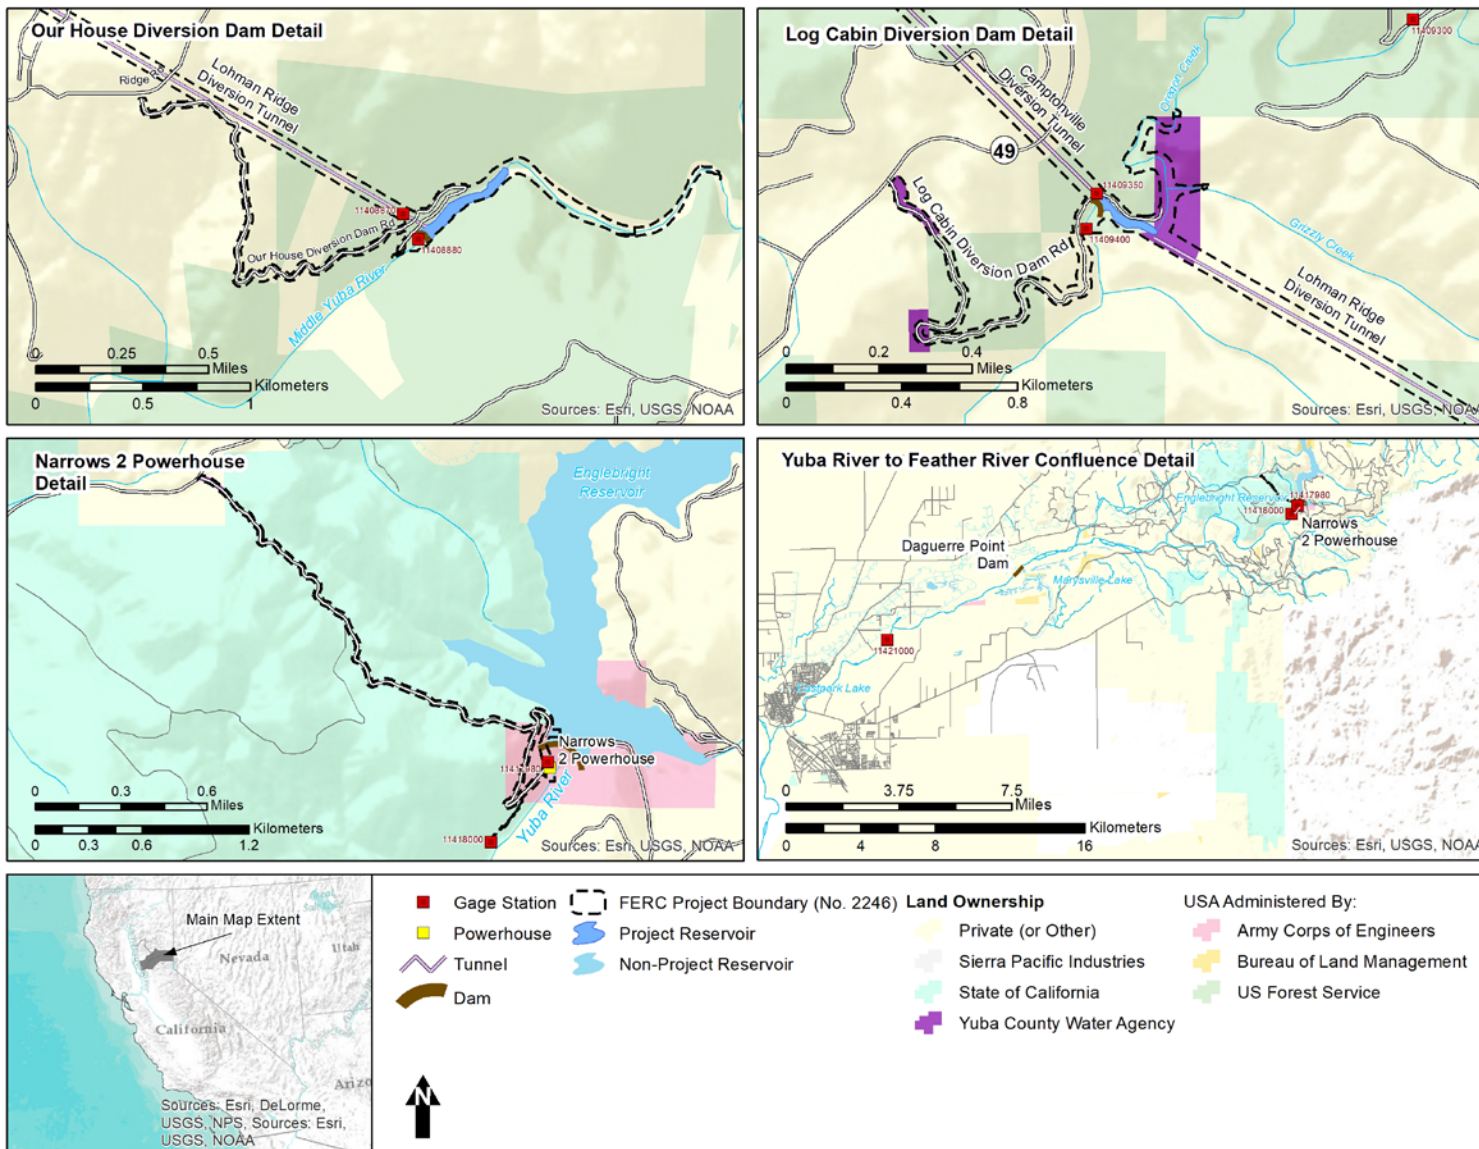 Our House Diversion Dam Detail
Ridge Rd
Lohman Ridge
Diversion Tunnel
11408870
11408880
Our House Diversion Dam Rd
Middle Yuba River
0 0.25 0.5
Miles
Kilometers
0 0.5 1
Sources: Esri, USGS, NOAA
Log Cabin Diversion Dam Detail
11409300
Camptonville
Diversion Tunnel
Oregon Creek
49
11409350
11409400
Log Cabin Diversion Dam Rd
Grizzly Creek
Lohman Ridge
Diversion Tunnel
0 0.2 0.4
Miles
Kilometers
0.4 0.8
Sources: Esri, USGS, NOAA
Narrows 2 Powerhouse
Detail
Englebright
Reservoir
Narrows
2 Powerhouse
11417980
Yuba River
11418000
0 0.3 0.6
Miles
Kilometers
0 0.3 0.6 1.2
Sources: Esri, USGS, NOAA
Yuba River to Feather River Confluence Detail
Englebright Reservoir
11417980
11418000
Narrows
2 Powerhouse
Daguerre Point
Dam
Marysville Lake
11421000
Eastpark Lake
0 3.75 7.5
Miles
Kilometers
0 4 8 16
Sources: Esri, USGS, NOAA
Main Map Extent
Nevada
Utah
California
Arizo
Sources: Esri, DeLorme,
USGS, NPS, Sources: Esri,
USGS, NOAA
Gage Station
Powerhouse
Tunnel
Dam
FERC Project Boundary (No. 2246)
Project Reservoir
Non-Project Reservoir
Land Ownership
Private (or Other)
Sierra Pacific Industries
State of California
Yuba County Water Agency
USA Administered By:
Army Corps of Engineers
Bureau of Land Management
US Forest Service
N